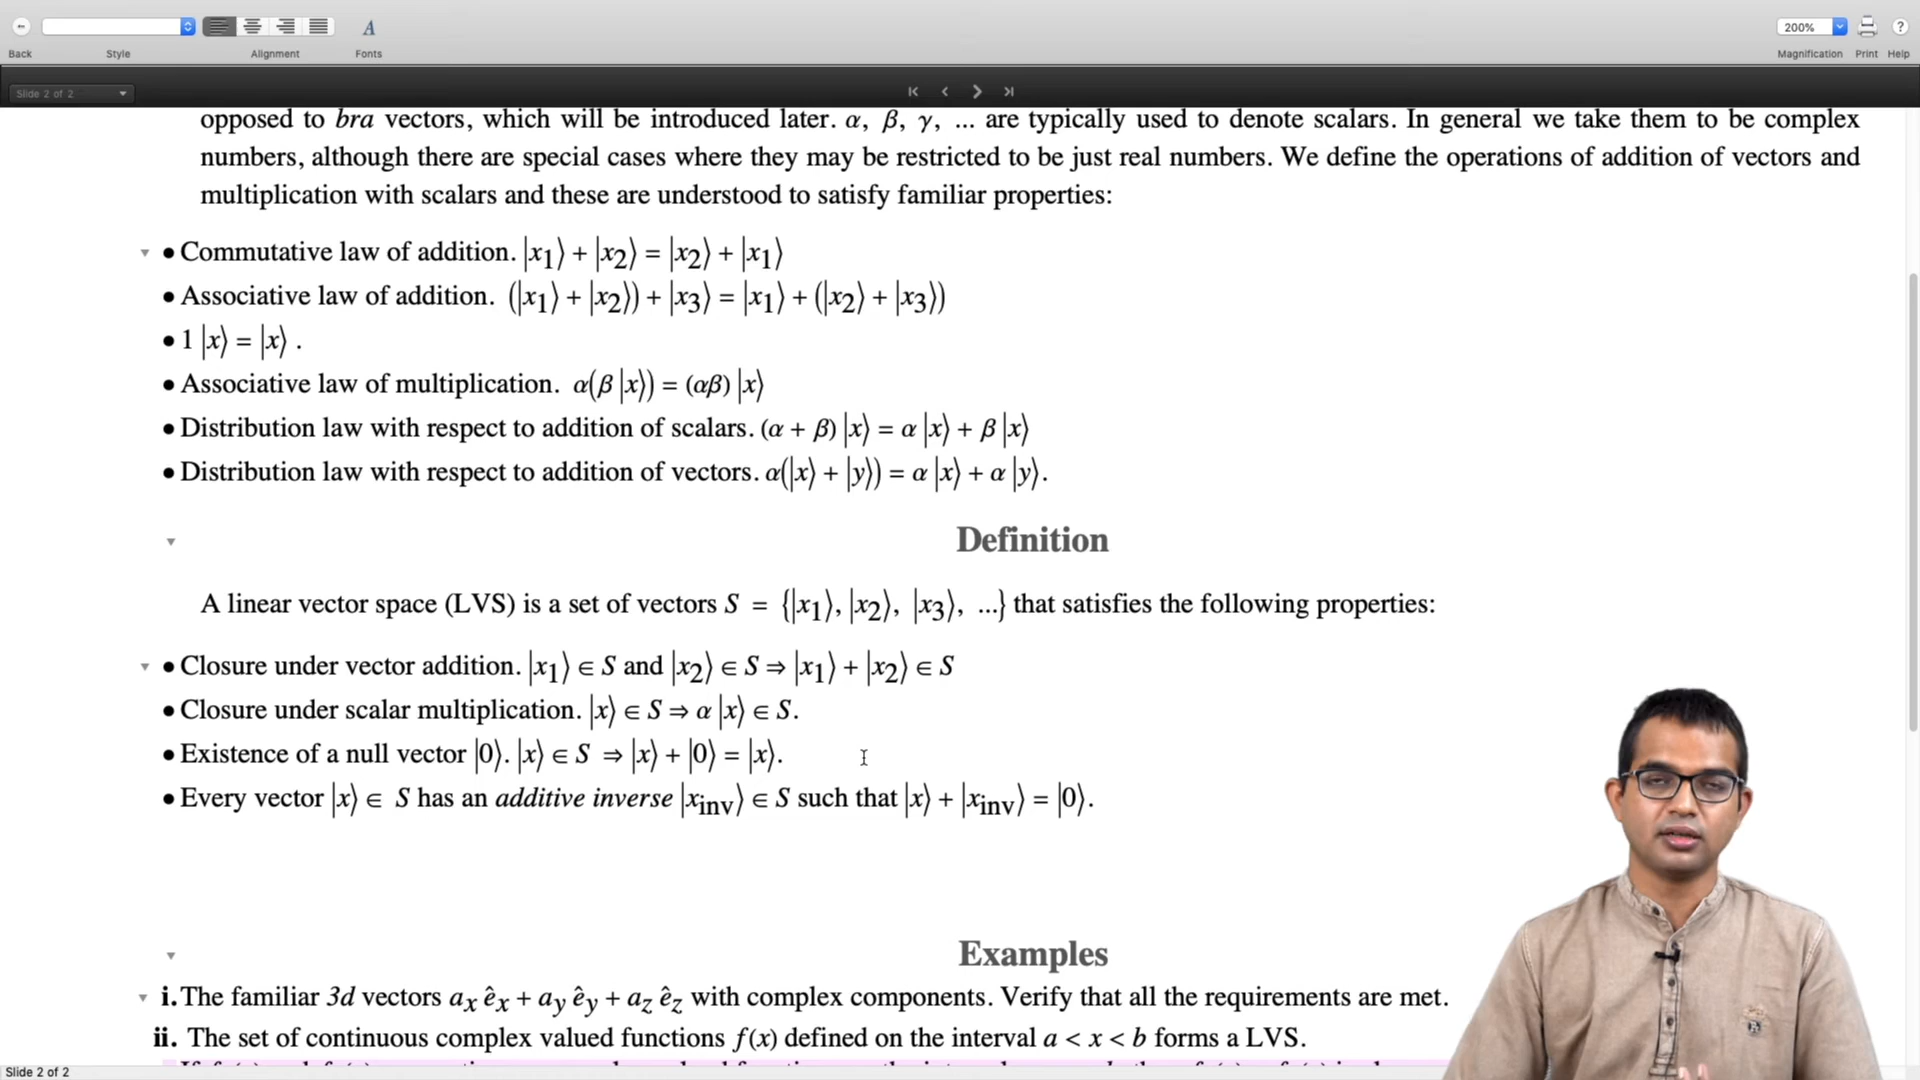 200%
Back Style Alignment Fonts Magnification Print Help
Slide 2 of 2
opposed to bra vectors, which will be introduced later. α, β, γ, ... are typically used to denote scalars. In general we take them to be complex
numbers, although there are special cases where they may be restricted to be just real numbers. We define the operations of addition of vectors and
multiplication with scalars and these are understood to satisfy familiar properties:
• Commutative law of addition. |x1⟩ + |x2⟩ = |x2⟩ + |x1⟩
• Associative law of addition. (|x1⟩ + |x2⟩) + |x3⟩ = |x1⟩ + (|x2⟩ + |x3⟩)
• 1 |x⟩ = |x⟩ .
• Associative law of multiplication. α(β |x⟩) = (αβ) |x⟩
• Distribution law with respect to addition of scalars. (α + β) |x⟩ = α |x⟩ + β |x⟩
• Distribution law with respect to addition of vectors. α(|x⟩ + |y⟩) = α |x⟩ + α |y⟩.
Definition
A linear vector space (LVS) is a set of vectors S = {|x1⟩, |x2⟩, |x3⟩, ...} that satisfies the following properties:
• Closure under vector addition. |x1⟩ ∈ S and |x2⟩ ∈ S ⇒ |x1⟩ + |x2⟩ ∈ S
• Closure under scalar multiplication. |x⟩ ∈ S ⇒ α |x⟩ ∈ S.
• Existence of a null vector |0⟩. |x⟩ ∈ S ⇒ |x⟩ + |0⟩ = |x⟩.
• Every vector |x⟩ ∈ S has an additive inverse |xinv⟩ ∈ S such that |x⟩ + |xinv⟩ = |0⟩.
Examples
i. The familiar 3d vectors ax êx + ay êy + az êz with complex components. Verify that all the requirements are met.
ii. The set of continuous complex valued functions f(x) defined on the interval a < x < b forms a LVS.
Slide 2 of 2